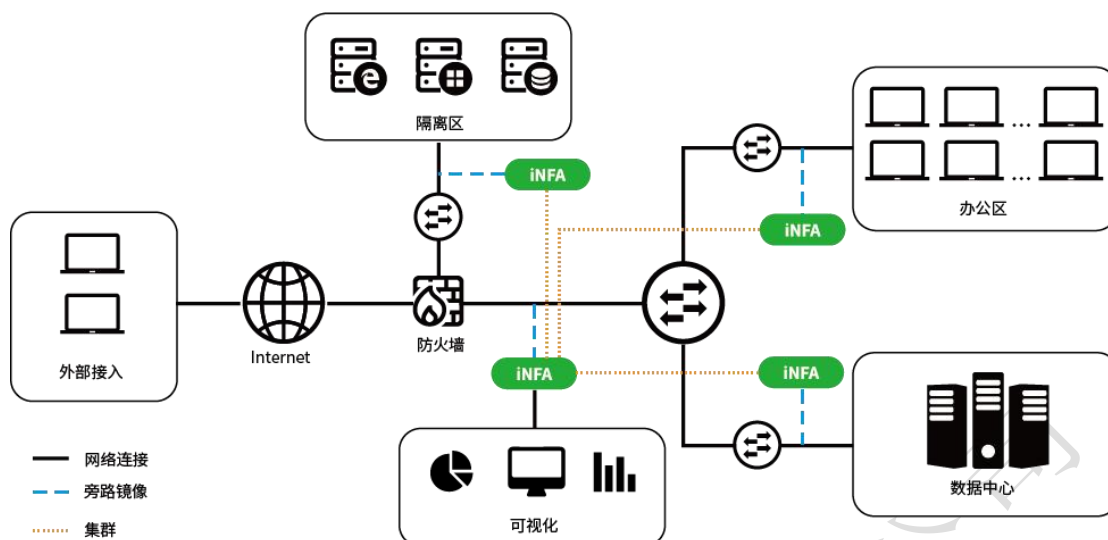 隔离区
iNFA
iNFA
办公区
外部接入
Internet
防火墙
iNFA
iNFA
数据中心
可视化
网络连接
旁路镜像
集群